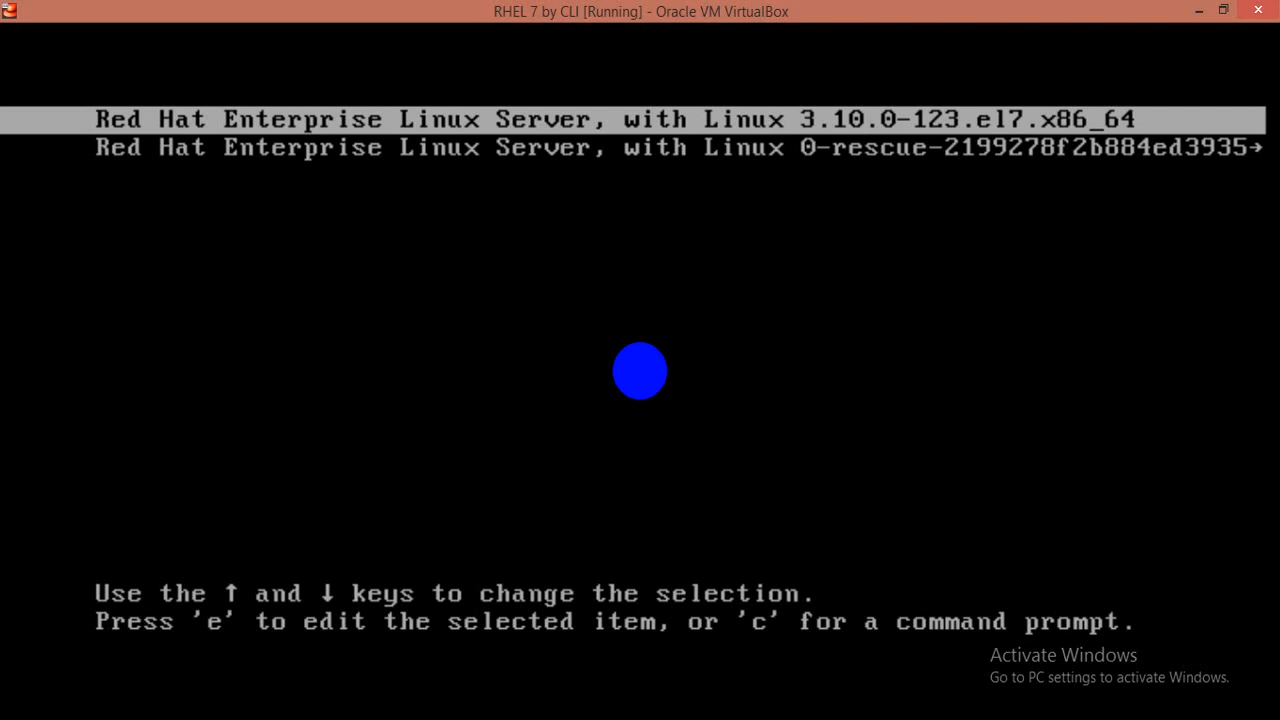 RHEL 7 by CLI [Running] - Oracle VM VirtualBox
Red Hat Enterprise Linux Server, with Linux 3.10.0-123.el7.x86_64
Red Hat Enterprise Linux Server, with Linux 0-rescue-2199278f2b884ed3935→
Use the ↑ and ↓ keys to change the selection.
Press 'e' to edit the selected item, or 'c' for a command prompt.
Activate Windows
Go to PC settings to activate Windows.